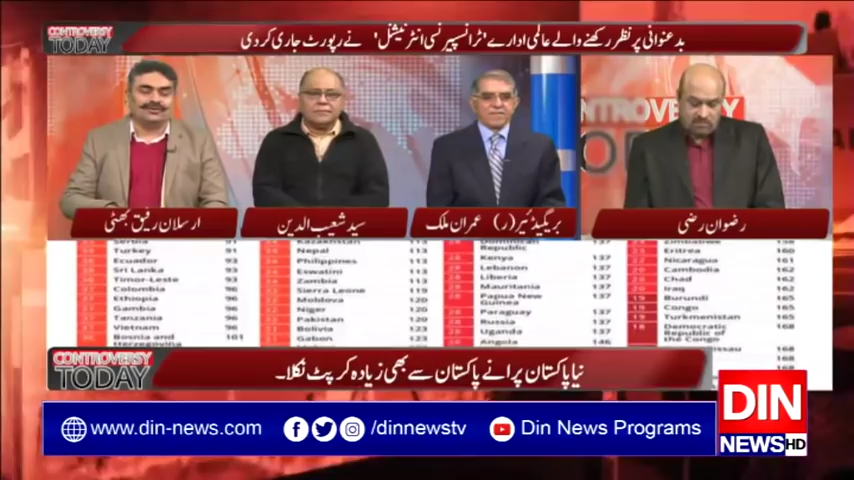 CONTROVERSY
TODAY
بدعنوانی پر نظر رکھنے والے عالمی ادارے 'ٹرانسپیرنسی انٹرنیشنل' نے رپورٹ جاری کر دی
ارسلان رفیق بھٹی
سید شعیب الدین
بریگیڈئیر (ر) عمران ملک
رضوان رضی
Serbia 91
Turkey 91
Ecuador 93
Sri Lanka 93
Timor-Leste 93
Colombia 96
Ethiopia 96
Gambia 96
Tanzania 96
Vietnam 96
Bosnia and Herzegovina 101
Kazakhstan 113
Nepal 113
Philippines 113
Eswatini 113
Zambia 113
Sierra Leone 119
Moldova 120
Niger 120
Pakistan 120
Bolivia 123
Gabon 123
Dominican Republic 137
Kenya 137
Lebanon 137
Liberia 137
Mauritania 137
Papua New Guinea 137
Paraguay 137
Russia 137
Uganda 137
Angola 146
Zimbabwe 158
Eritrea 160
Nicaragua 161
Cambodia 162
Chad 162
Iraq 162
Burundi 165
Congo 165
Turkmenistan 165
Democratic Republic of the Congo 168
issau 168
168
CONTROVERSY
TODAY
نیا پاکستان پرانے پاکستان سے بھی زیادہ کرپٹ نکلا۔
www.din-news.com
/dinnewstv
Din News Programs
DIN
NEWS HD